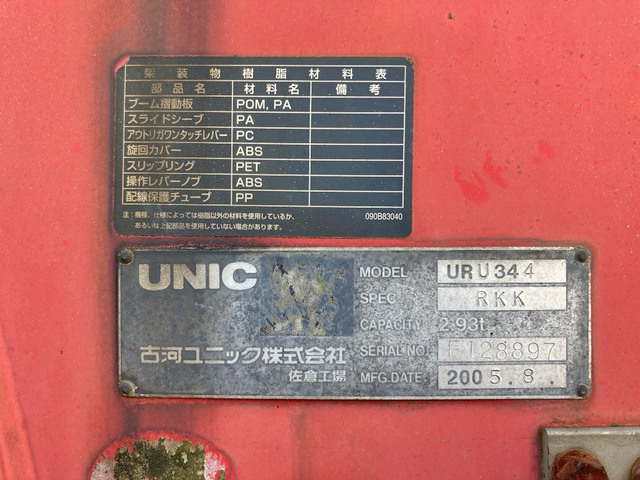 架装物樹脂材料表
部品名 材料名 備考
ブーム摺動板 POM, PA
スライドシーブ PA
アウトリガワンタッチレバー PC
旋回カバー ABS
スリップリング PET
操作レバーノブ ABS
配線保護チューブ PP
注：機種、仕様によっては樹脂以外の材料を使用しているか、
あるいは上記部品を使用していない場合があります。
090B83040
UNIC
MODEL URU344
SPEC RKK
CAPACITY 2.93t
古河ユニック株式会社
佐倉工場
SERIAL NO. F128897
MFG.DATE 2005.8.